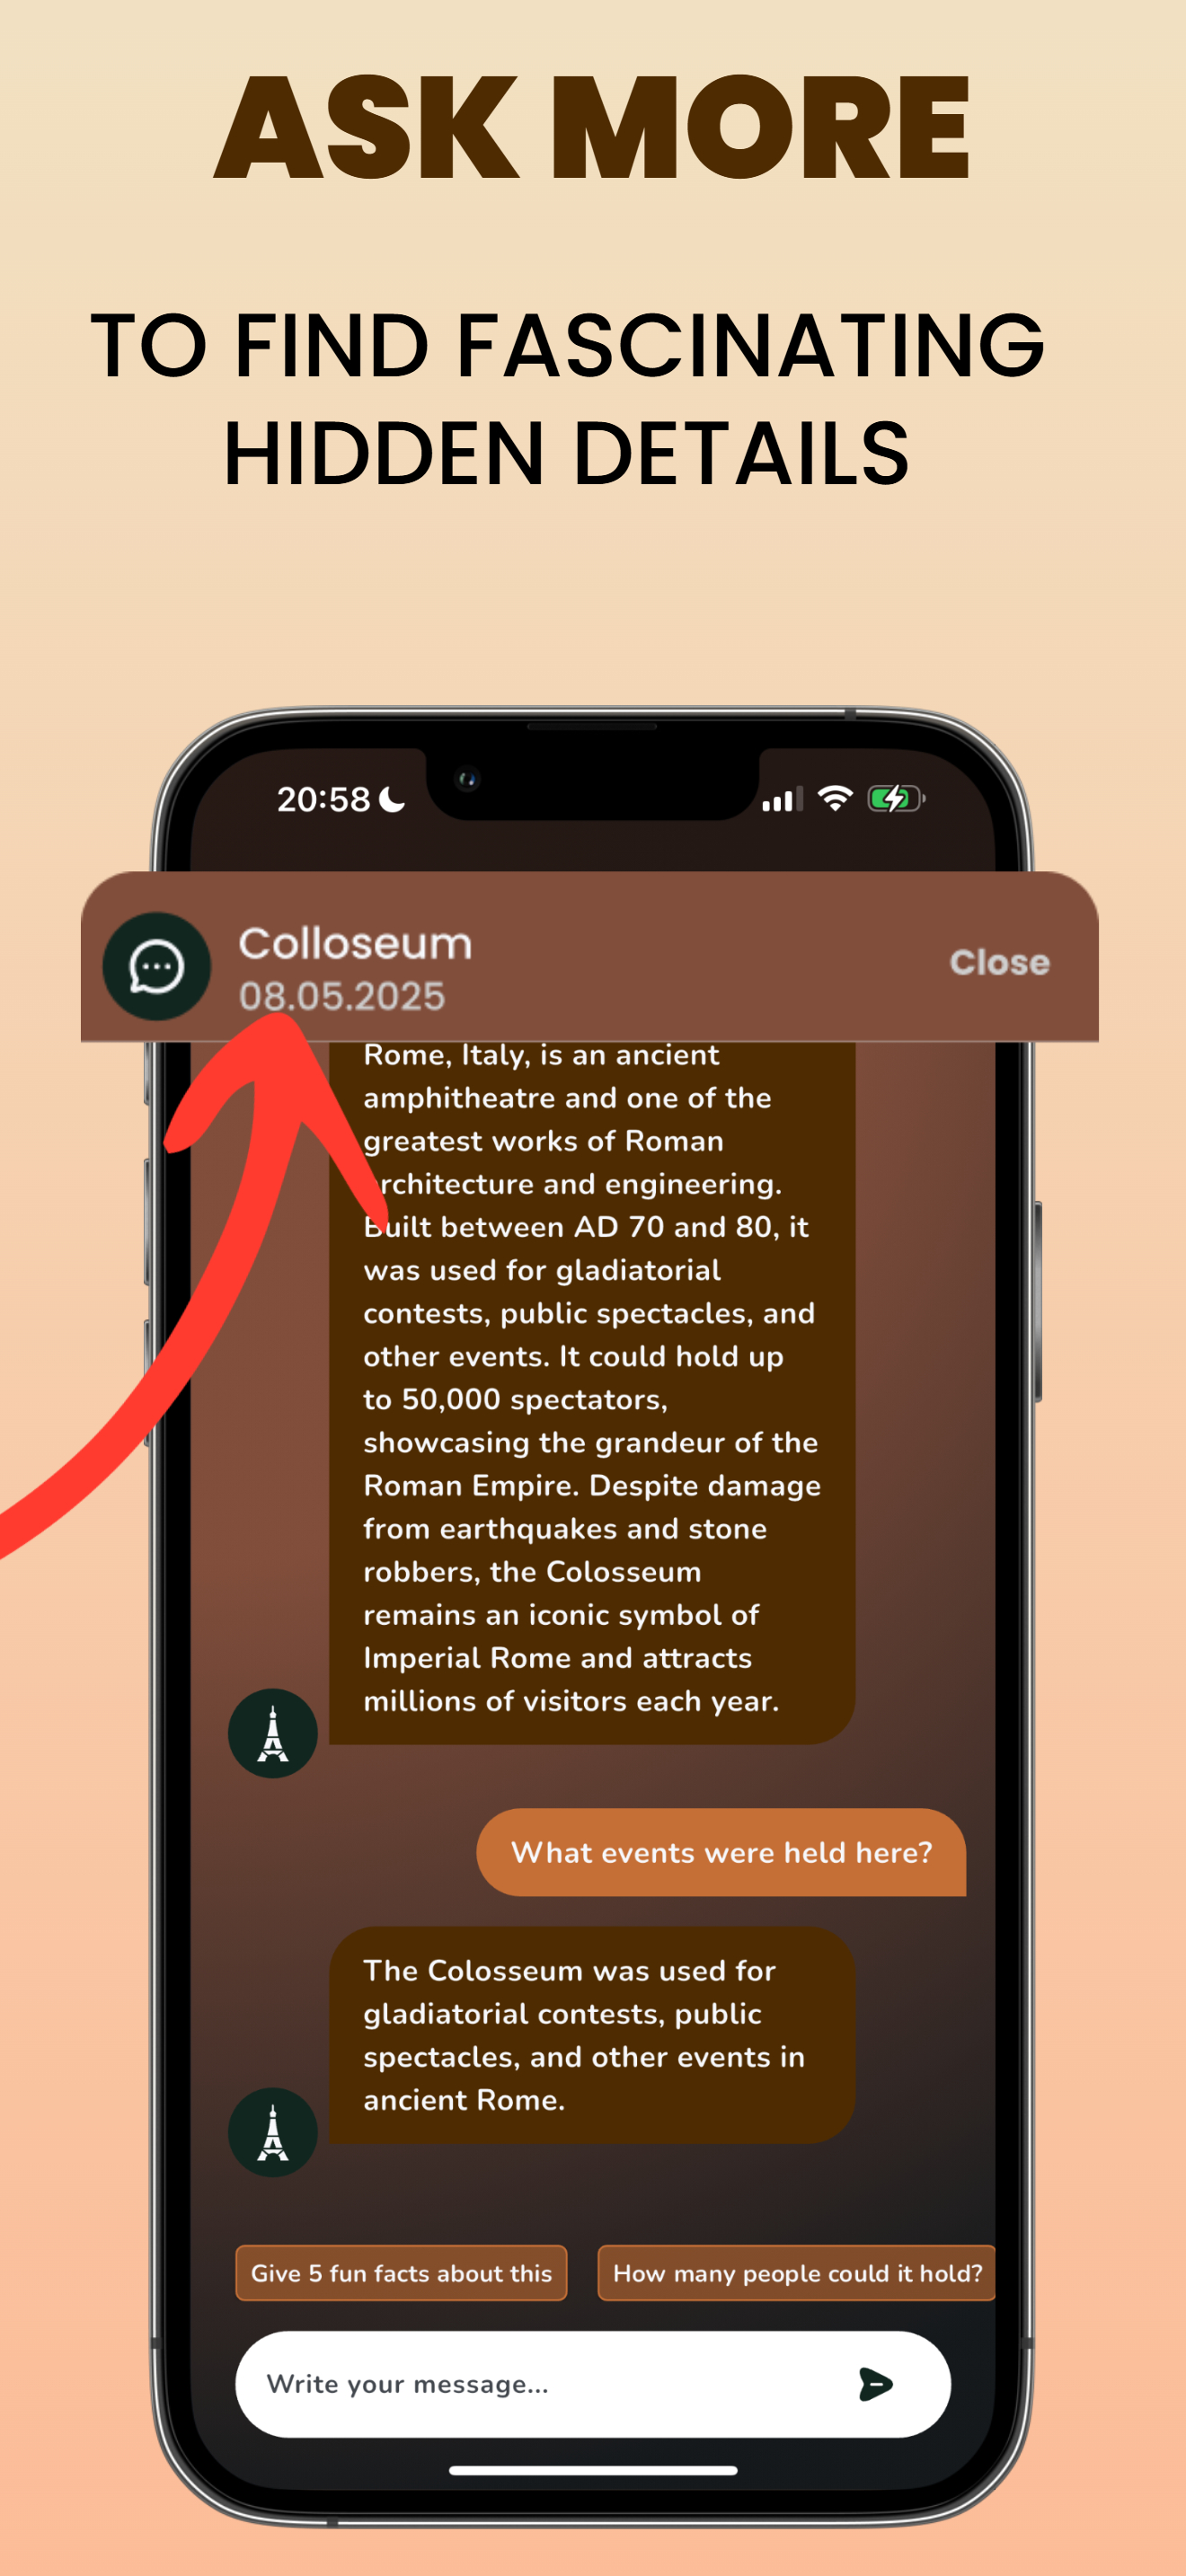 ASK MORE
TO FIND FASCINATING
HIDDEN DETAILS
20:58
Colloseum
08.05.2025
Close
Rome, Italy, is an ancient
amphitheatre and one of the
greatest works of Roman
architecture and engineering.
Built between AD 70 and 80, it
was used for gladiatorial
contests, public spectacles, and
other events. It could hold up
to 50,000 spectators,
showcasing the grandeur of the
Roman Empire. Despite damage
from earthquakes and stone
robbers, the Colosseum
remains an iconic symbol of
Imperial Rome and attracts
millions of visitors each year.
What events were held here?
The Colosseum was used for
gladiatorial contests, public
spectacles, and other events in
ancient Rome.
Give 5 fun facts about this
How many people could it hold?
Write your message...